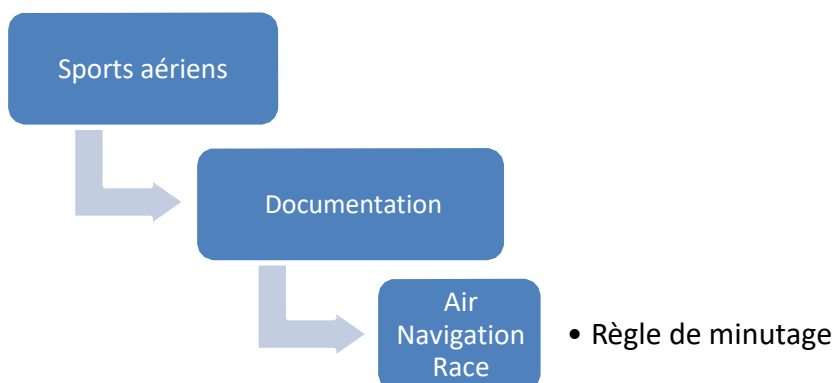 Sports aériens
Documentation
Air
Navigation
Race
• Règle de minutage